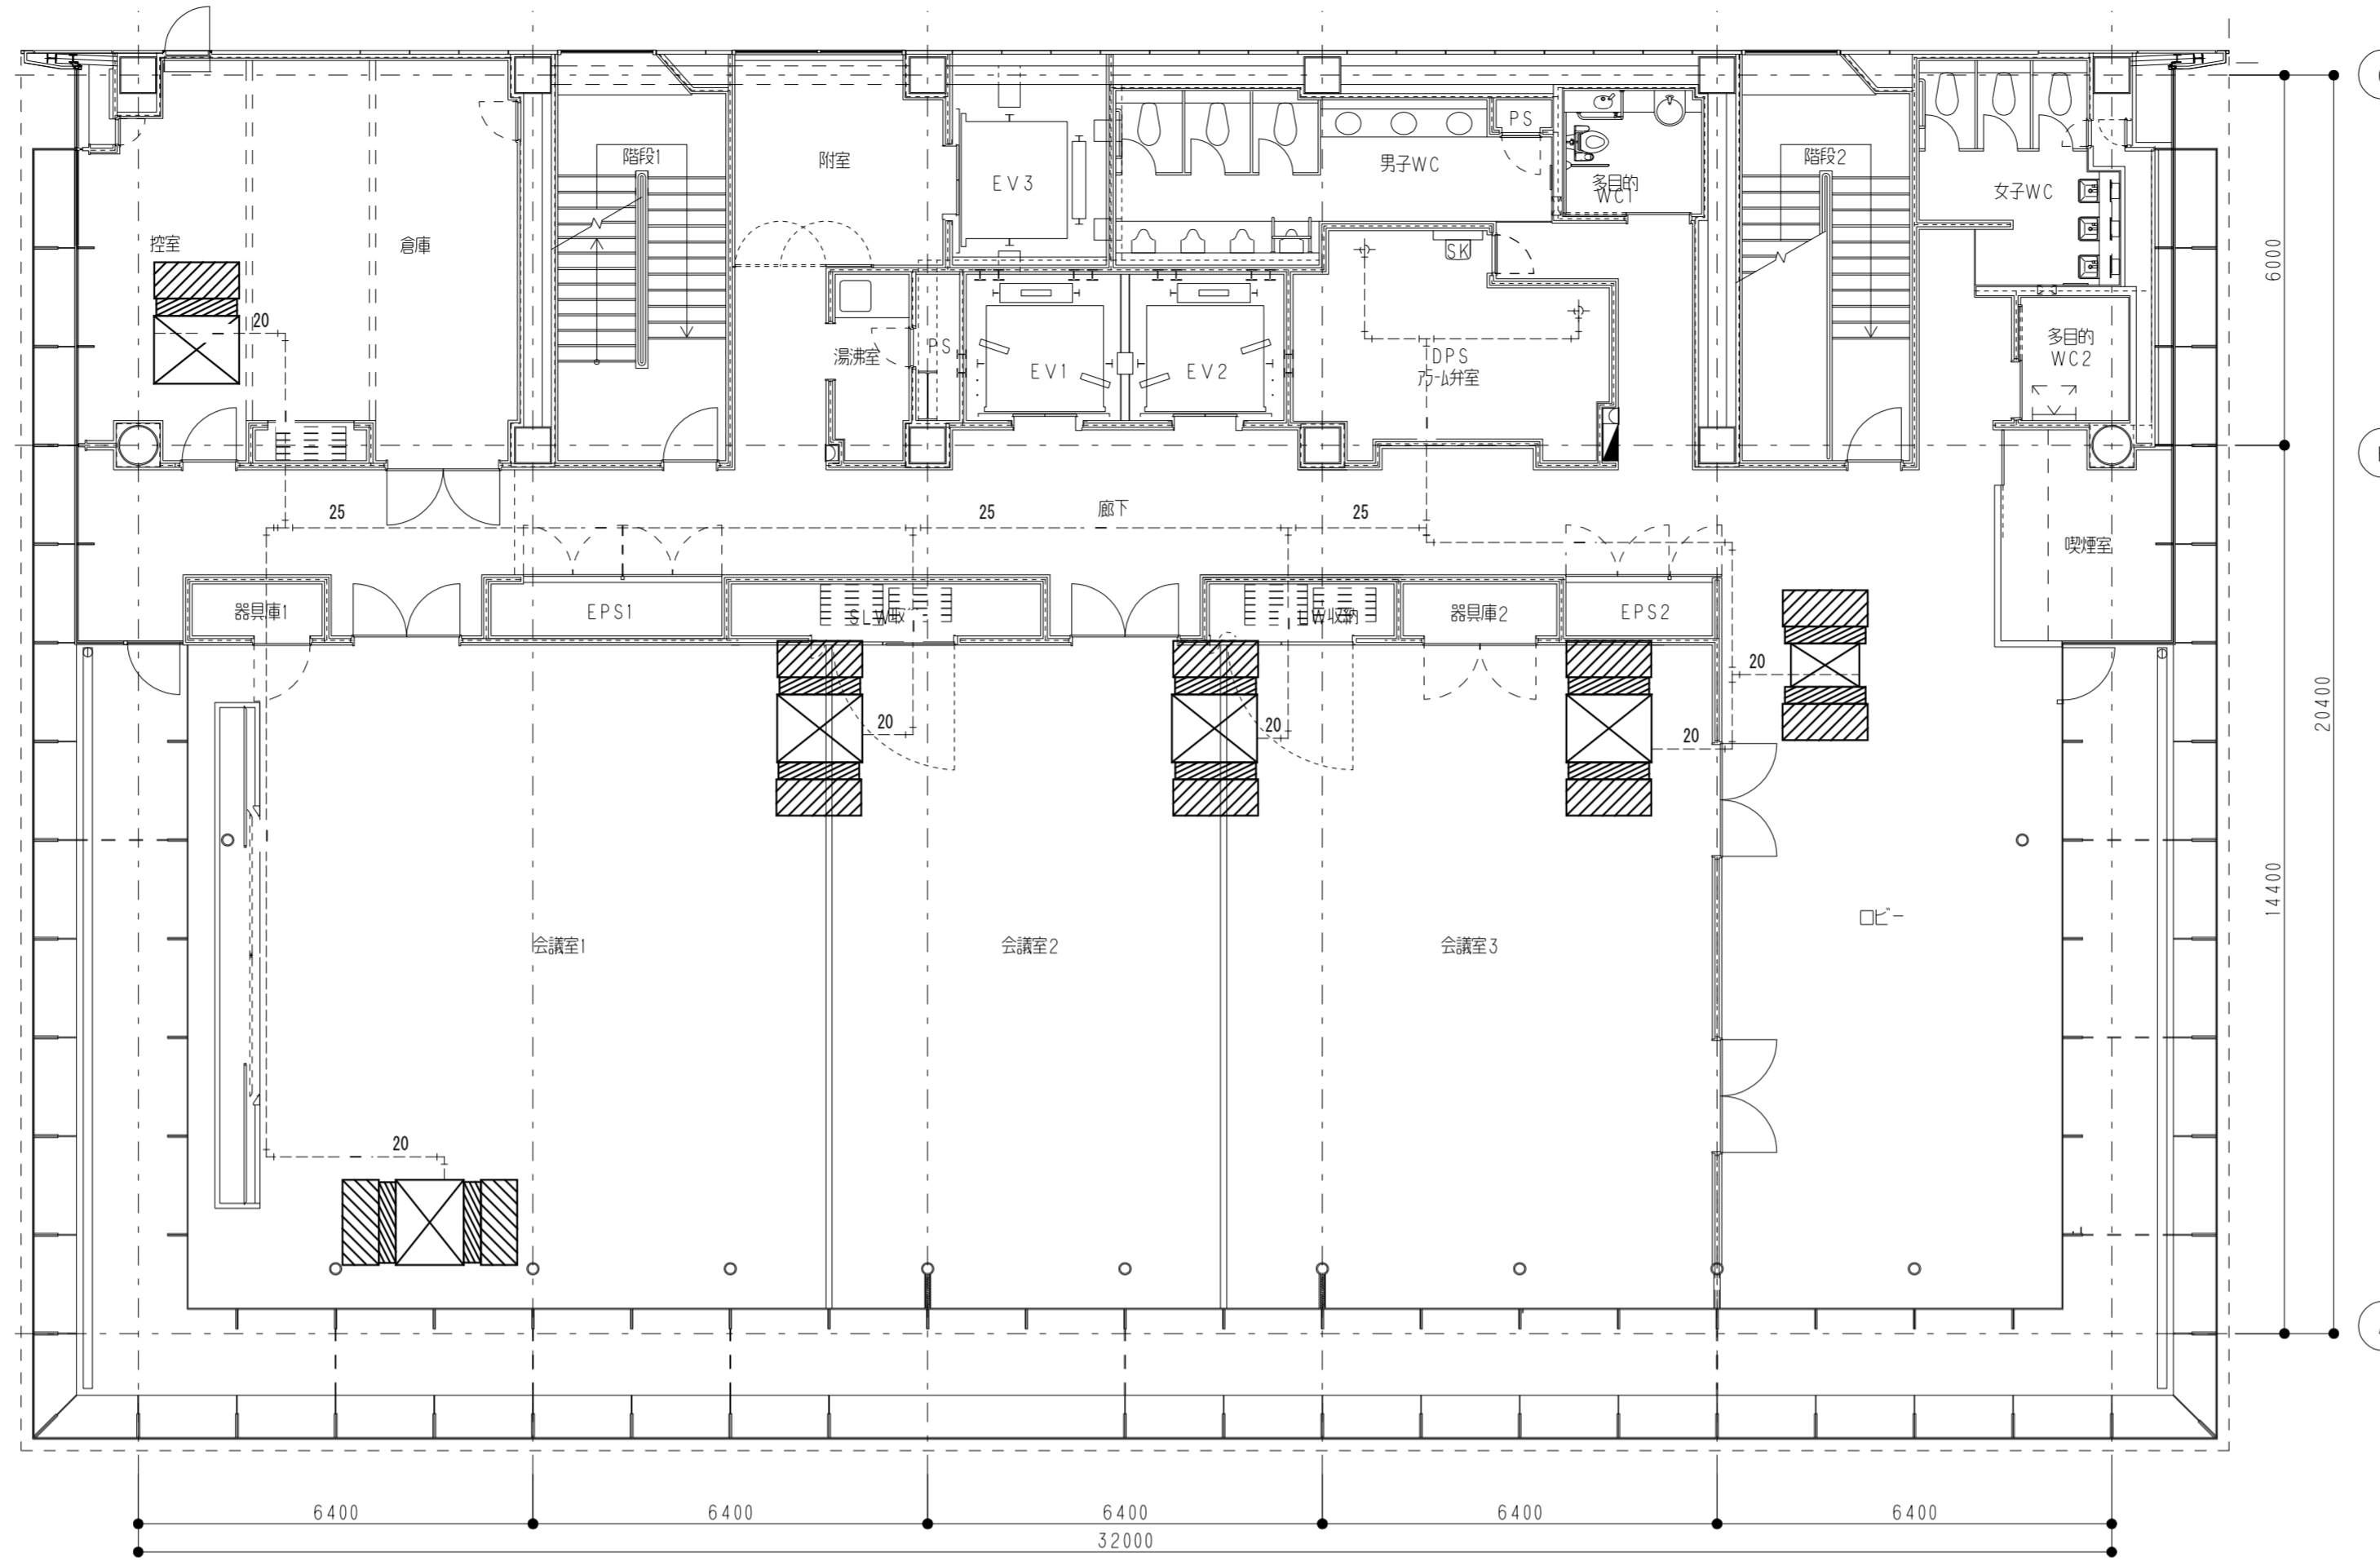 階段1
附室
EV3
男子WC
PS
多目的
WC1
階段2
女子WC
控室
倉庫
SK
6000
20
湯沸室
PS
EV1
EV2
DPS
アラーム弁室
多目的
WC2
25
25
廊下
25
喫煙室
器具庫1
EPS1
器具庫2
EPS2
20
20
20
20
20400
14400
会議室1
会議室2
会議室3
ロビー
20
6400
6400
6400
6400
6400
32000